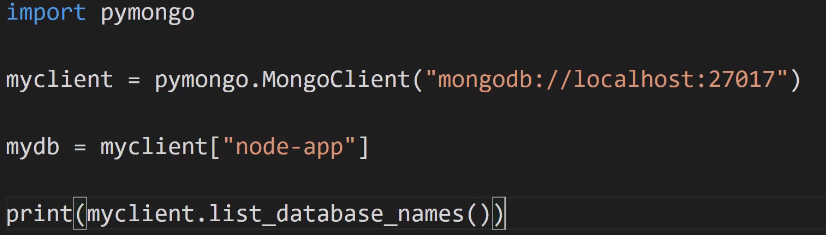 import pymongo
myclient = pymongo.MongoClient("mongodb://localhost:27017")
mydb = myclient["node-app"]
print(myclient.list_database_names())